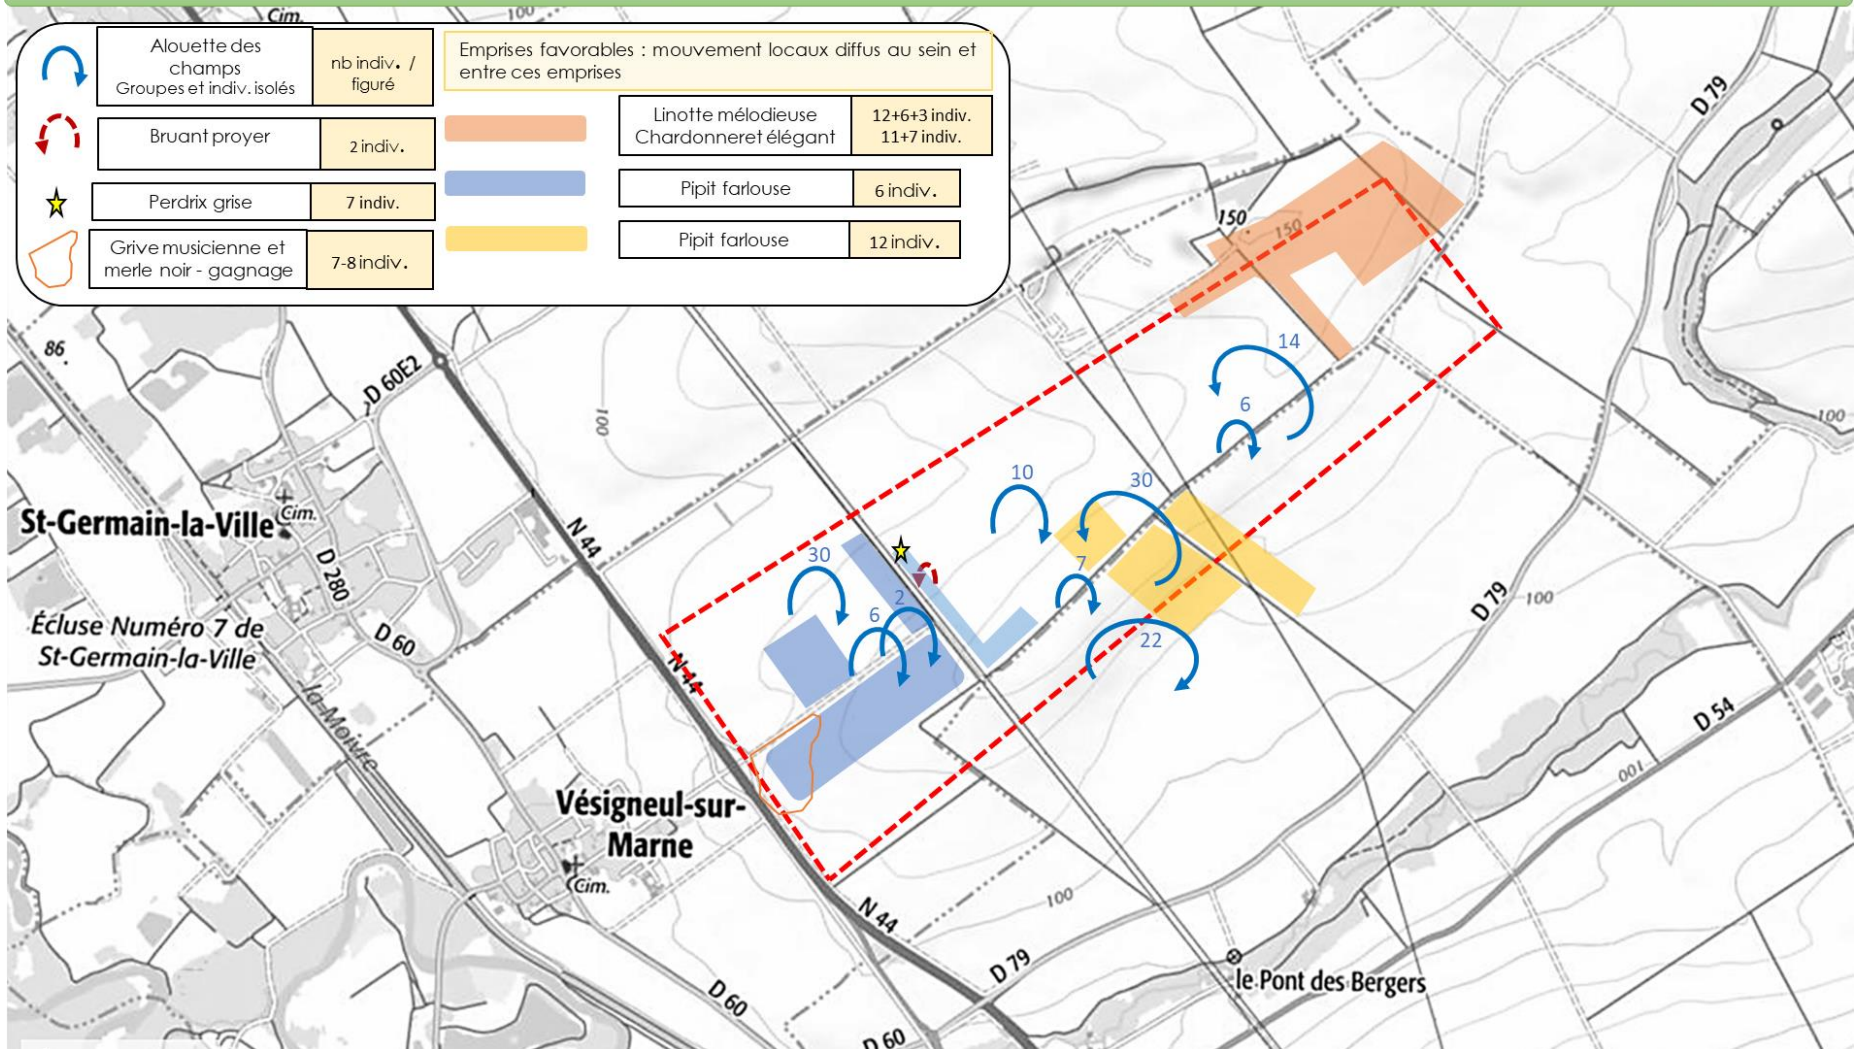 Cim.
100
Alouette des
champs
Groupes et indiv. isolés
nb indiv. /
figuré
Emprises favorables : mouvement locaux diffus au sein et
entre ces emprises
Bruant proyer
2 indiv.
Linotte mélodieuse
Chardonneret élégant
12+6+3 indiv.
11+7 indiv.
Perdrix grise
7 indiv.
Pipit farlouse
6 indiv.
Grive musicienne et
merle noir - gagnage
7-8 indiv.
Pipit farlouse
12 indiv.
D 79
150
150
86
D 60E2
100
14
6
100
10
30
St-Germain-la-Ville
Cim.
N 44
30
7
D 280
2
6
D 79
100
Écluse Numéro 7 de
St-Germain-la-Ville
D 60
22
N 44
la Moivre
D 54
100
Vésigneul-sur-
Marne
Cim.
100
N 44
D 79
le Pont des Bergers
D 60
D 60